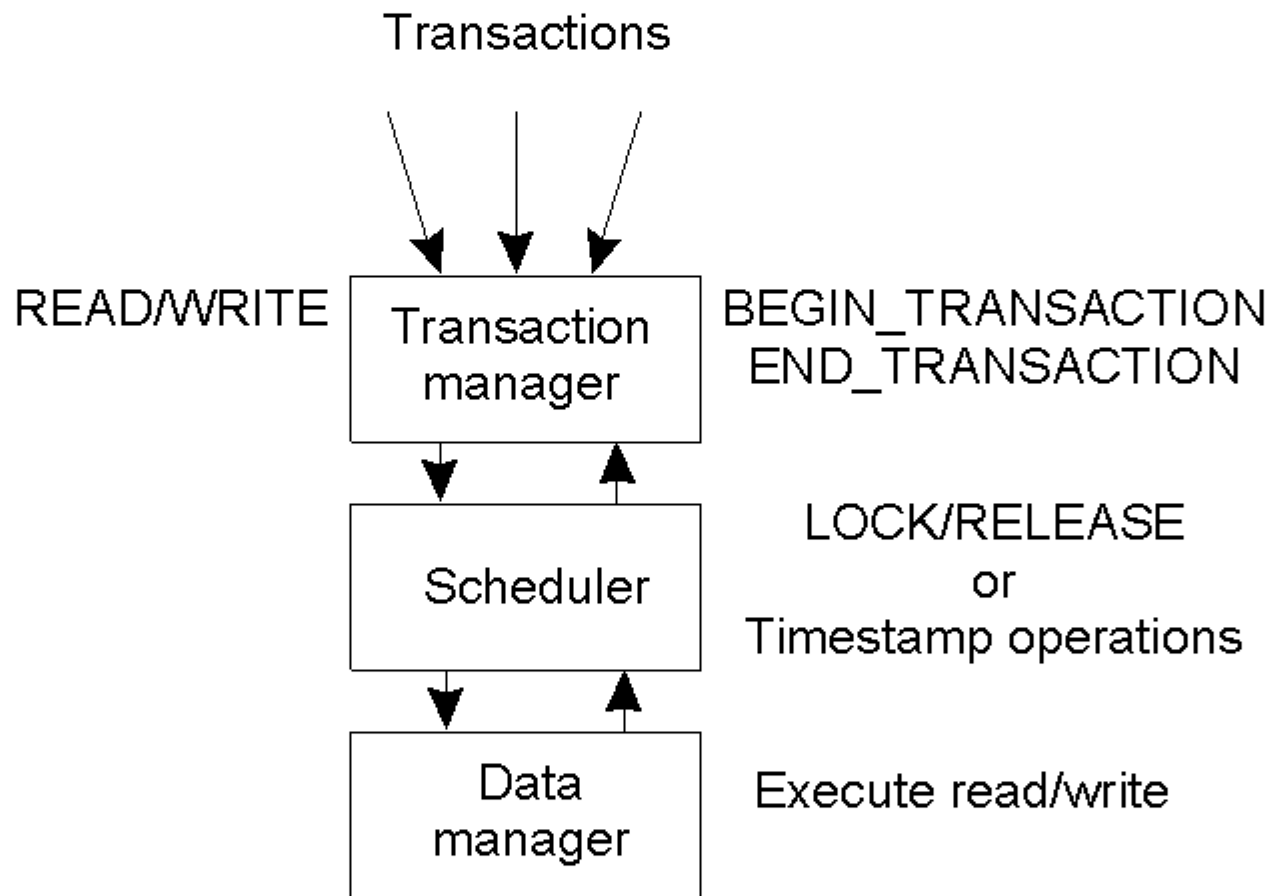 Transactions
READ/WRITE
Transaction
manager
BEGIN_TRANSACTION
END_TRANSACTION
Scheduler
LOCK/RELEASE
or
Timestamp operations
Data
manager
Execute read/write